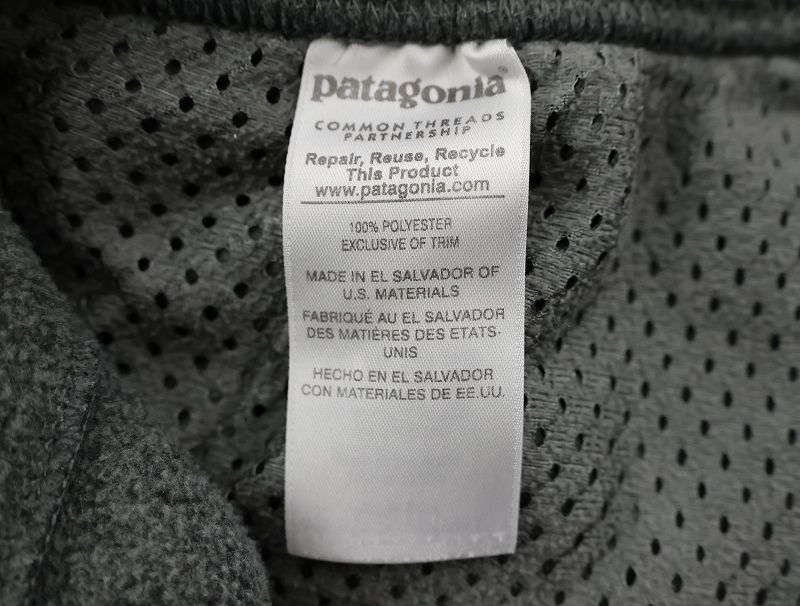 patagonia®
COMMON THREADS
PARTNERSHIP
Repair, Reuse, Recycle
This Product
www.patagonia.com
100% POLYESTER
EXCLUSIVE OF TRIM
MADE IN EL SALVADOR OF
U.S. MATERIALS
FABRIQUÉ AU EL SALVADOR
DES MATIÈRES DES ETATS-
UNIS
HECHO EN EL SALVADOR
CON MATERIALES DE EE.UU.